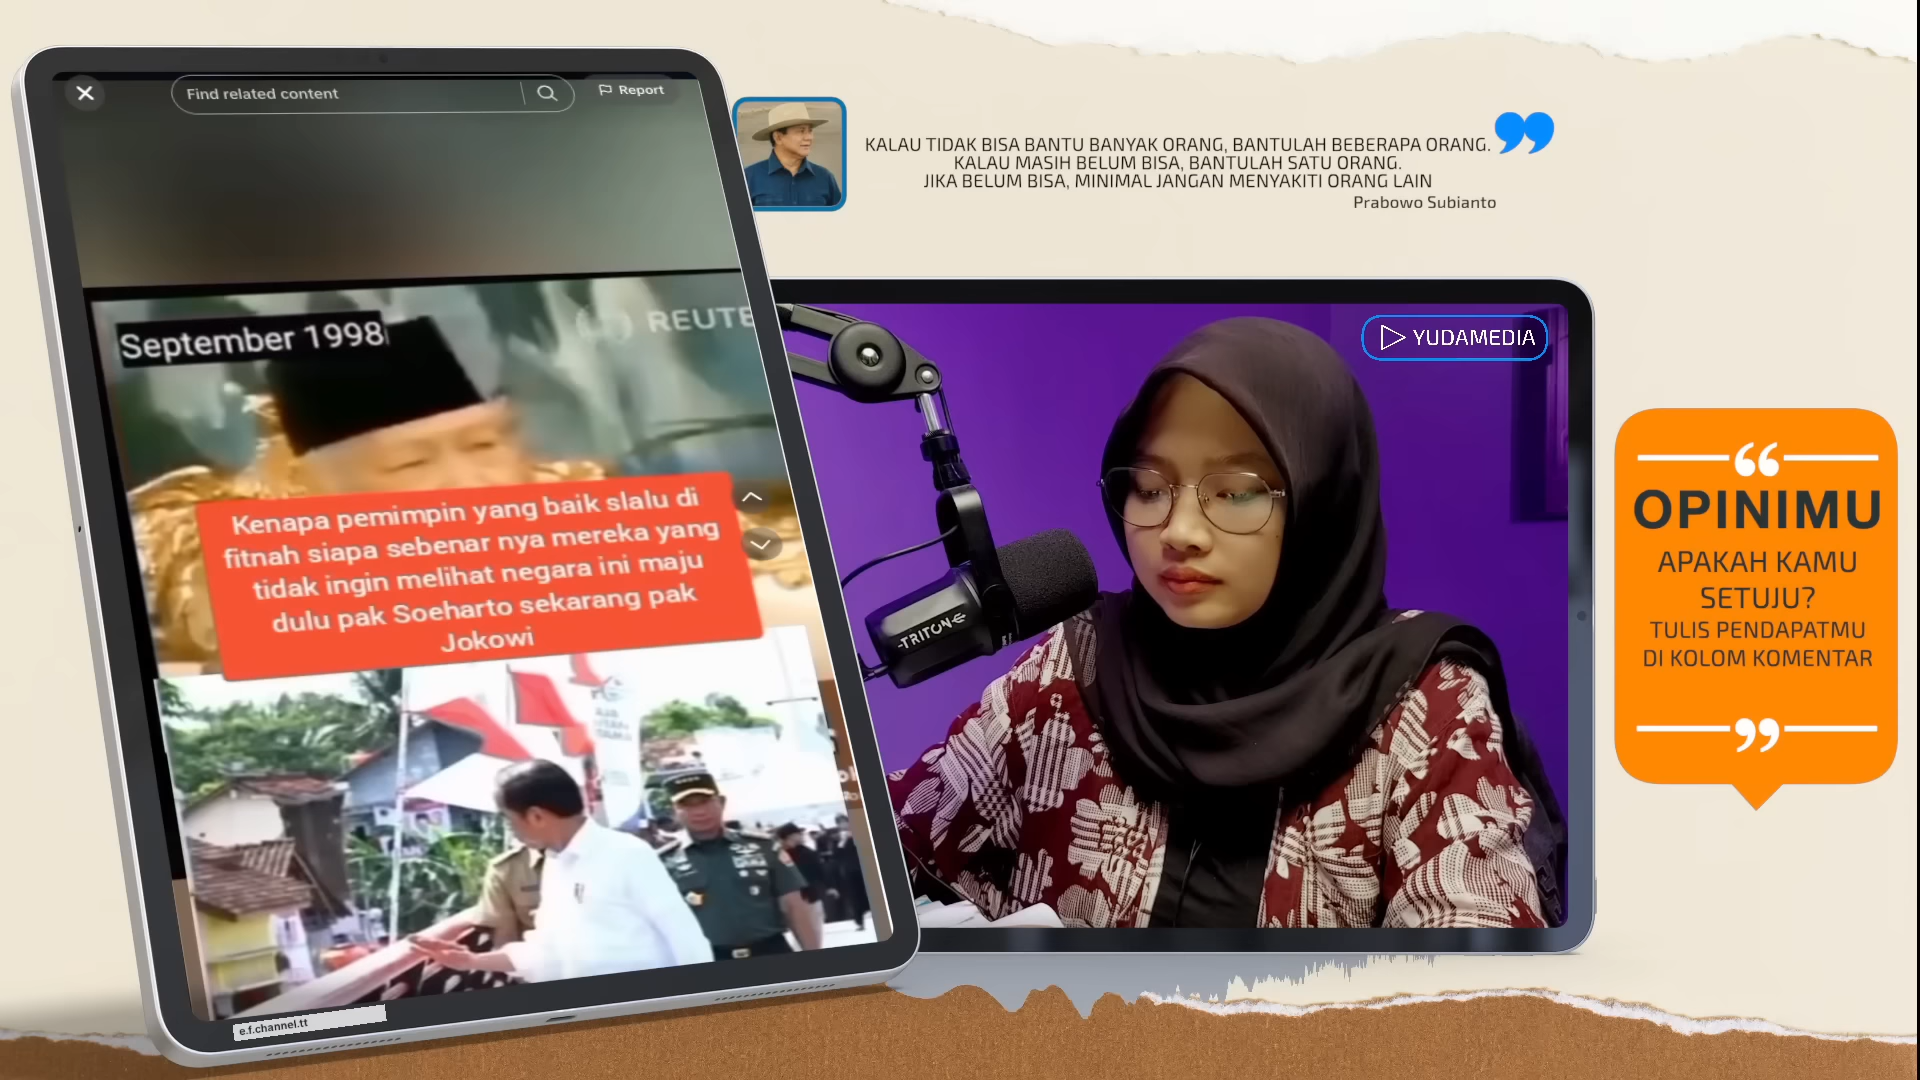 Find related content
Report
September 1998
REUTE
Kenapa pemimpin yang baik slalu di
fitnah siapa sebenar nya mereka yang
tidak ingin melihat negara ini maju
dulu pak Soeharto sekarang pak
Jokowi
e.f.channel.tt
KALAU TIDAK BISA BANTU BANYAK ORANG, BANTULAH BEBERAPA ORANG.
KALAU MASIH BELUM BISA, BANTULAH SATU ORANG.
JIKA BELUM BISA, MINIMAL JANGAN MENYAKITI ORANG LAIN
Prabowo Subianto
YUDAMEDIA
TRITON
OPINIMU
APAKAH KAMU
SETUJU?
TULIS PENDAPATMU
DI KOLOM KOMENTAR